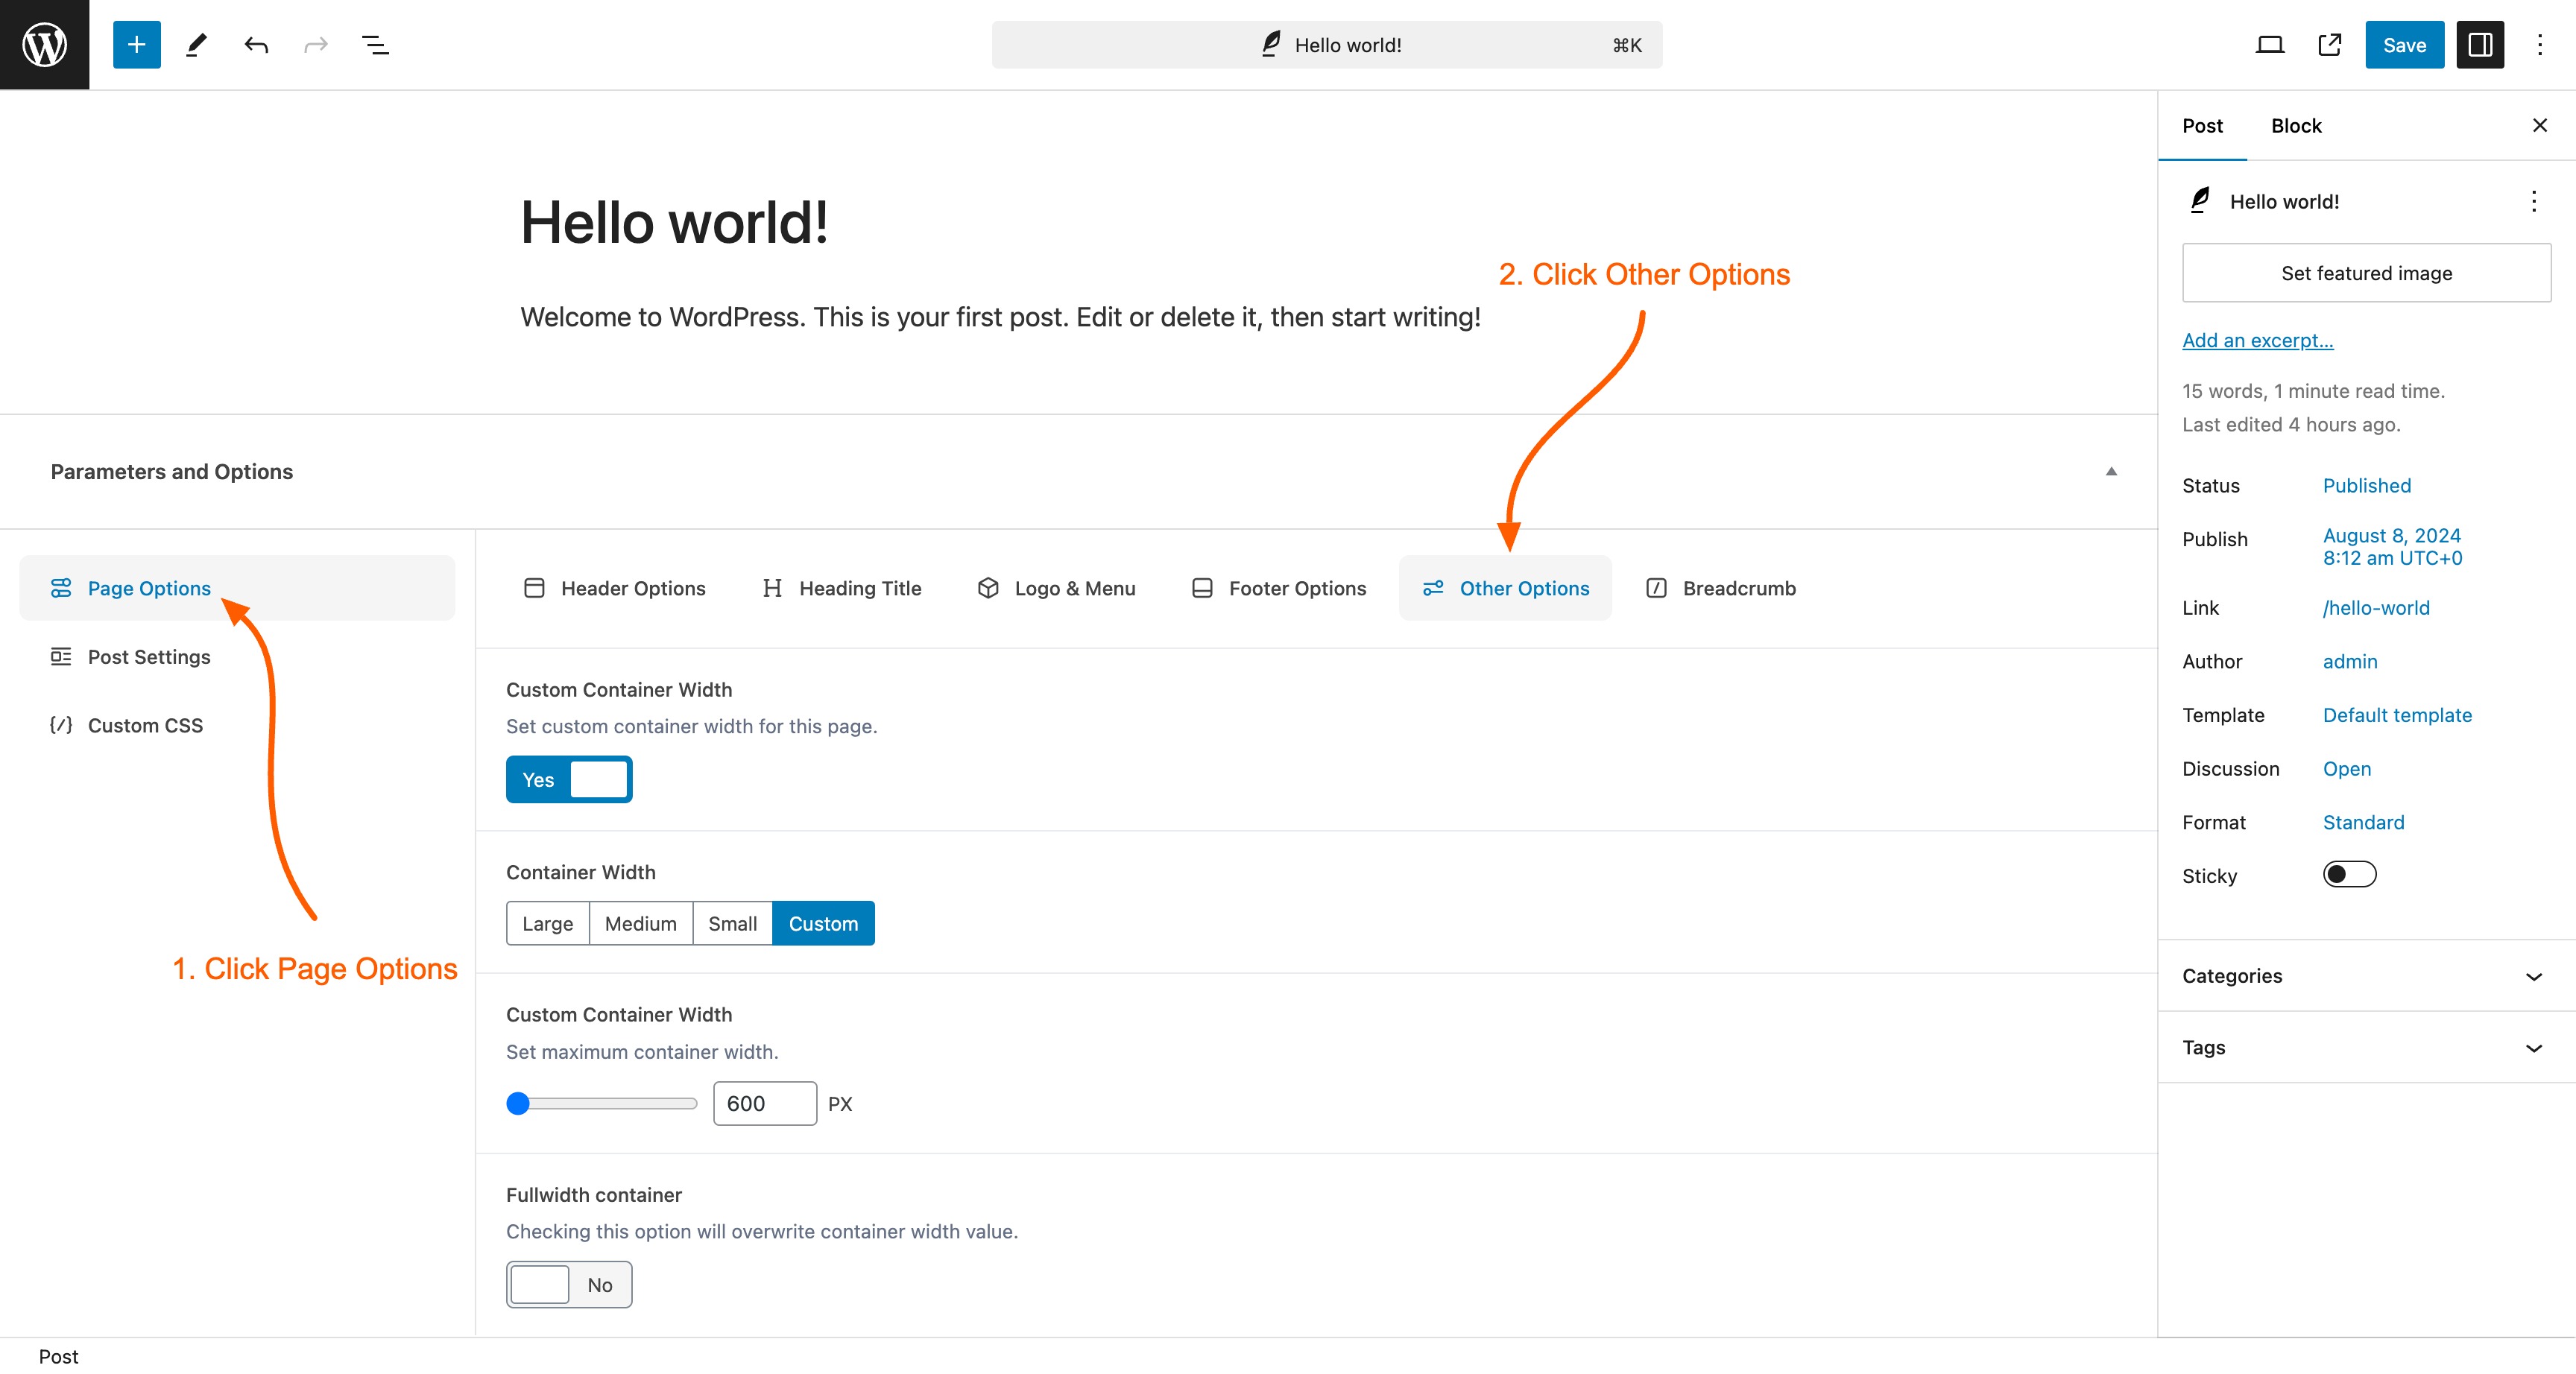 Hello world!
⌘K
Save
Hello world!
Welcome to WordPress. This is your first post. Edit or delete it, then start writing!
2. Click Other Options
Parameters and Options
Page Options
Post Settings
Custom CSS
1. Click Page Options
Header Options
Heading Title
Logo & Menu
Footer Options
Other Options
Breadcrumb
Custom Container Width
Set custom container width for this page.
Yes
Container Width
Large
Medium
Small
Custom
Custom Container Width
Set maximum container width.
600
PX
Fullwidth container
Checking this option will overwrite container width value.
No
Post
Block
Hello world!
Set featured image
Add an excerpt...
15 words, 1 minute read time.
Last edited 4 hours ago.
Status
Published
Publish
August 8, 2024
8:12 am UTC+0
Link
/hello-world
Author
admin
Template
Default template
Discussion
Open
Format
Standard
Sticky
Categories
Tags
Post